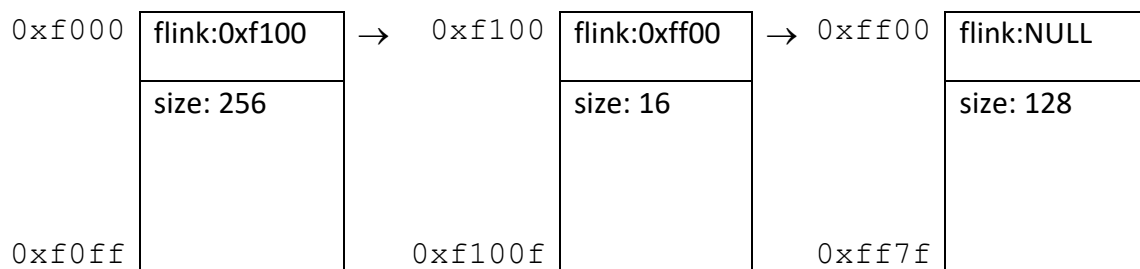 0xf000 flink:0xf100 → 0xf100 flink:0xff00 → 0xff00 flink:NULL
size: 256 size: 16 size: 128
0xf0ff 0xf100f 0xff7f